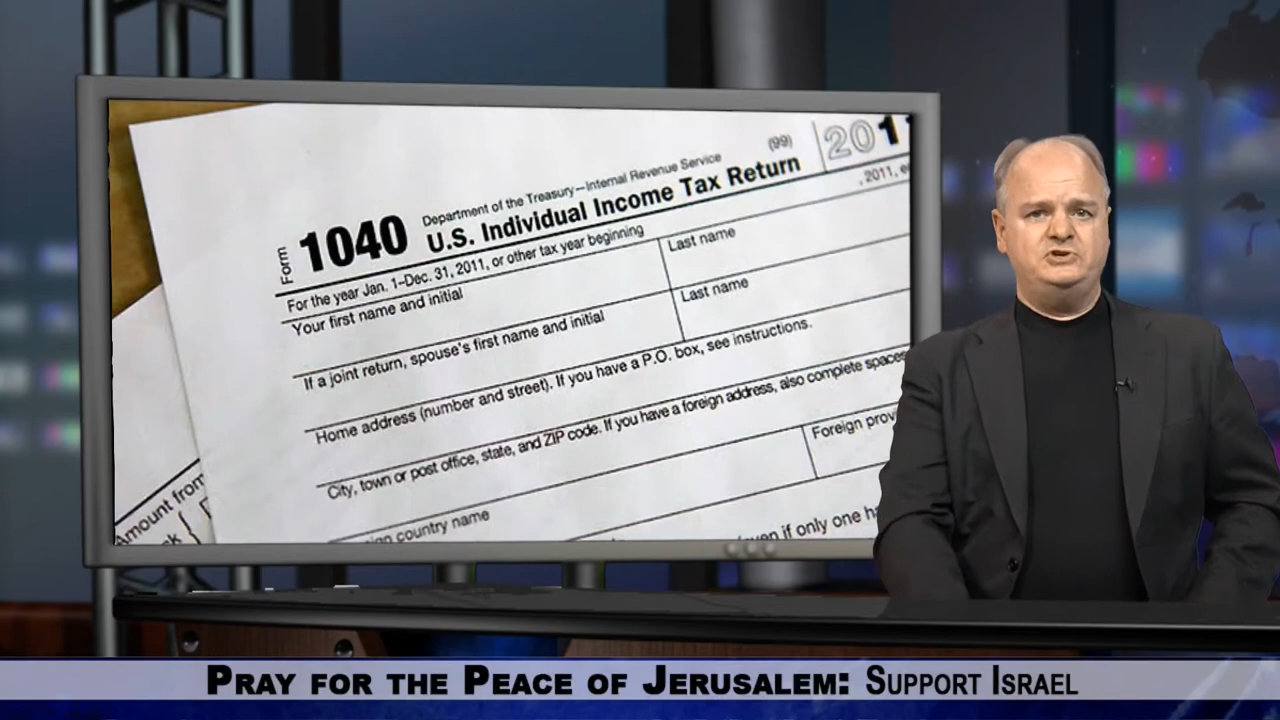 (99)
2011
Department of the Treasury—Internal Revenue Service
Form 1040 U.S. Individual Income Tax Return
, 2011,
For the year Jan. 1–Dec. 31, 2011, or other tax year beginning
Your first name and initial
Last name
If a joint return, spouse's first name and initial
Last name
Home address (number and street). If you have a P.O. box, see instructions.
City, town or post office, state, and ZIP code. If you have a foreign address, also complete spaces
Foreign
country name
Amount from
if only one
PRAY FOR THE PEACE OF JERUSALEM: SUPPORT ISRAEL